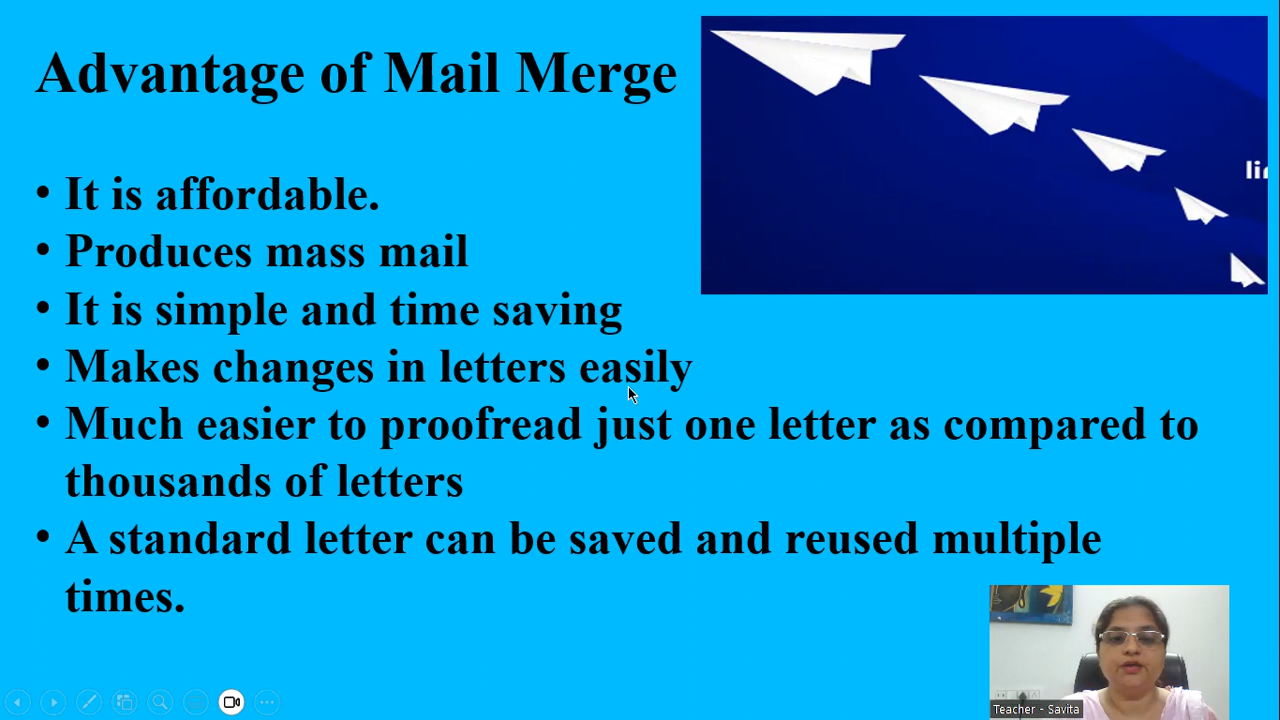 Advantage of Mail Merge
• It is affordable.
• Produces mass mail
• It is simple and time saving
• Makes changes in letters easily
• Much easier to proofread just one letter as compared to
thousands of letters
• A standard letter can be saved and reused multiple
times.
Teacher - Savita